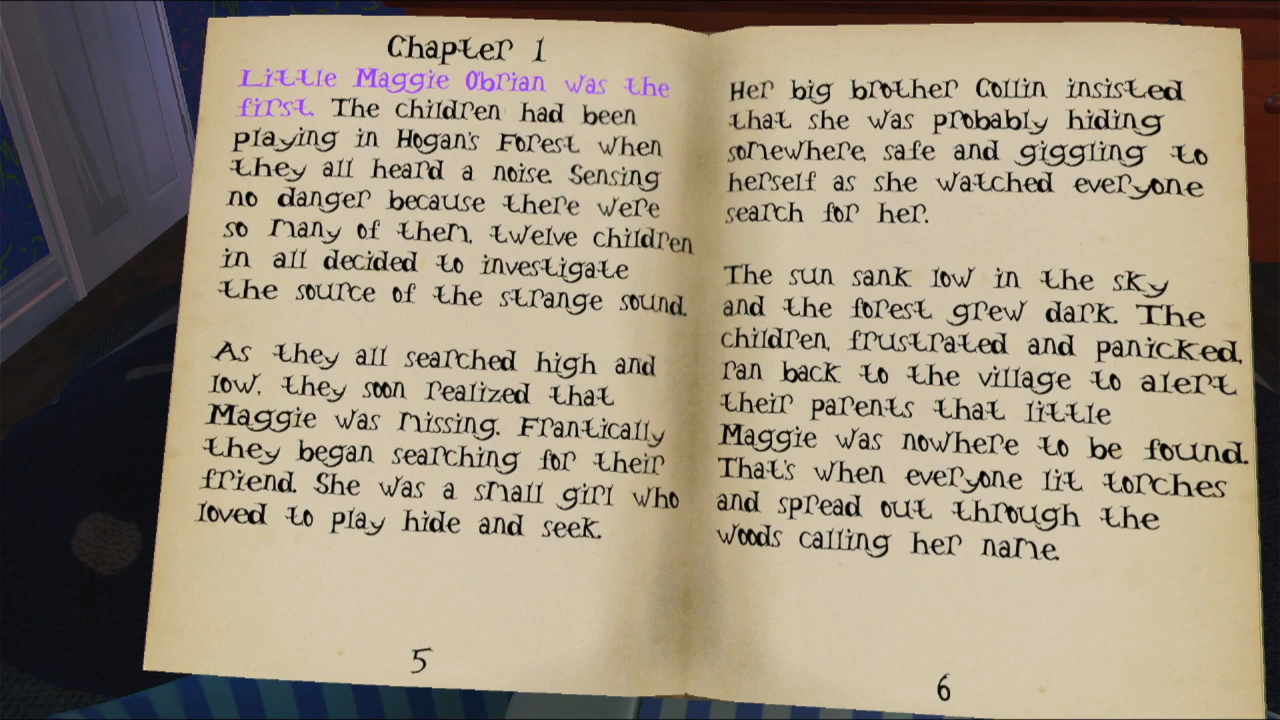 Chapter 1
Little Maggie O'brian was the
first. The children had been
playing in Hogan's Forest when
they all heard a noise. Sensing
no danger because there were
so many of them, twelve children
in all decided to investigate
the source of the strange sound.
As they all searched high and
low, they soon realized that
Maggie was missing. Frantically
they began searching for their
friend. She was a small girl who
loved to play hide and seek.
5
Her big brother Collin insisted
that she was probably hiding
somewhere, safe and giggling to
herself as she watched everyone
search for her.
The sun sank low in the sky
and the forest grew dark. The
children, frustrated and panicked,
ran back to the village to alert
their parents that little
Maggie was nowhere to be found.
That's when everyone lit torches
and spread out through the
woods calling her name.
6